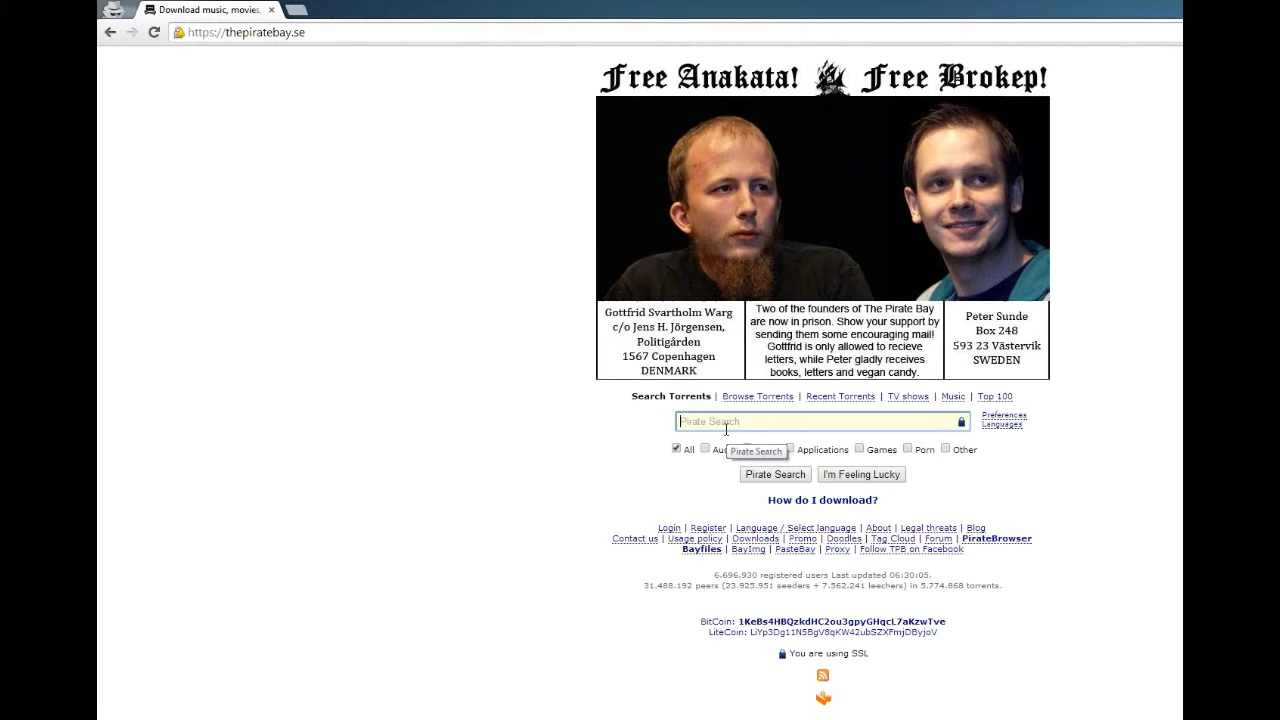 Download music, movies,
https://thepiratebay.se
Free Anakata! Free Brokep!
Gottfrid Svartholm Warg
c/o Jens H. Jörgensen,
Politigården
1567 Copenhagen
DENMARK
Two of the founders of The Pirate Bay
are now in prison. Show your support by
sending them some encouraging mail!
Gottfrid is only allowed to recieve
letters, while Peter gladly receives
books, letters and vegan candy.
Peter Sunde
Box 248
593 23 Västervik
SWEDEN
Search Torrents | Browse Torrents | Recent Torrents | TV shows | Music | Top 100
Pirate Search
Preferences
Languages
All Applications Games Porn Other
Pirate Search
Pirate Search I'm Feeling Lucky
How do I download?
Login | Register | Language / Select language | About | Legal threats | Blog
Contact us | Usage policy | Downloads | Promo | Doodles | Tag Cloud | Forum | PirateBrowser
Bayfiles | BayImg | PasteBay | Proxy | Follow TPB on Facebook
6.696.930 registered users Last updated 06:30:05.
31.488.192 peers (23.925.951 seeders + 7.562.241 leechers) in 5.774.868 torrents.
BitCoin: 1KeBs4HBQzkdHC2ou3gpyGHqcL7aKzwTve
LiteCoin: LiYp3Dg11N5BgV8qKW42ubSZXFmjDByjoV
You are using SSL